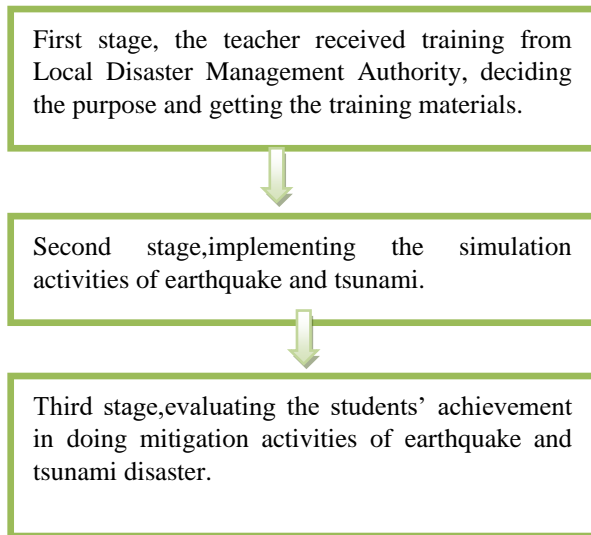 First stage, the teacher received training from
Local Disaster Management Authority, deciding
the purpose and getting the training materials.
Second stage,implementing the simulation
activities of earthquake and tsunami.
Third stage,evaluating the students’ achievement
in doing mitigation activities of earthquake and
tsunami disaster.